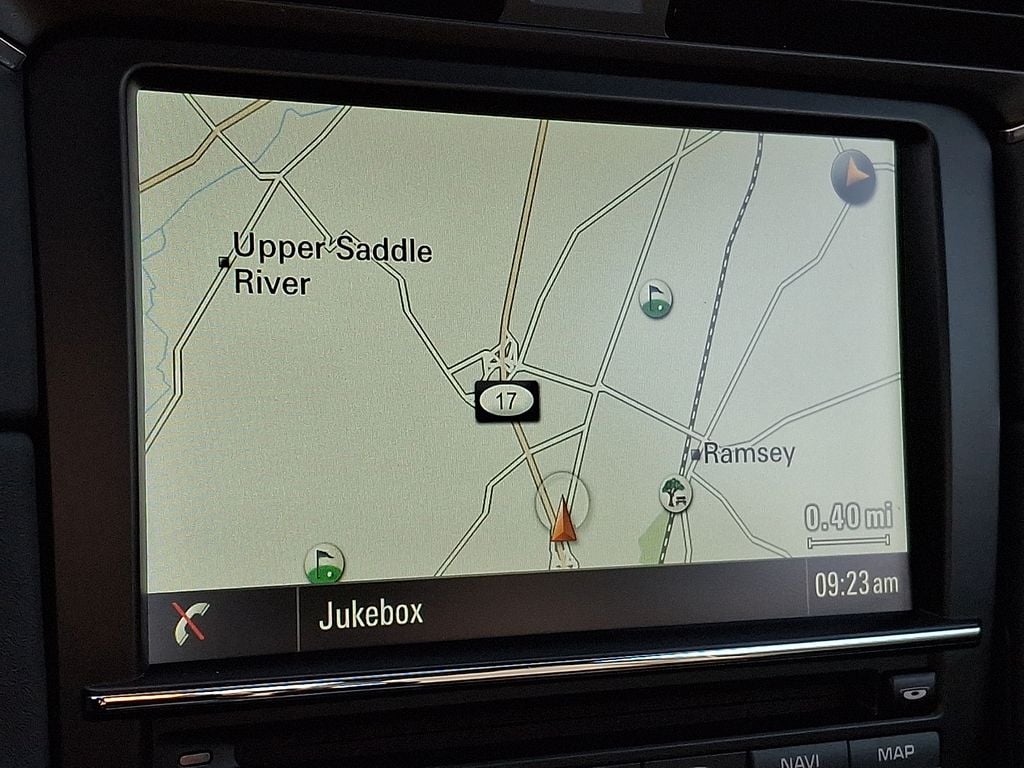 Upper Saddle
River
17
Ramsey
0.40 mi
Jukebox
09:23 am
NAVI
MAP